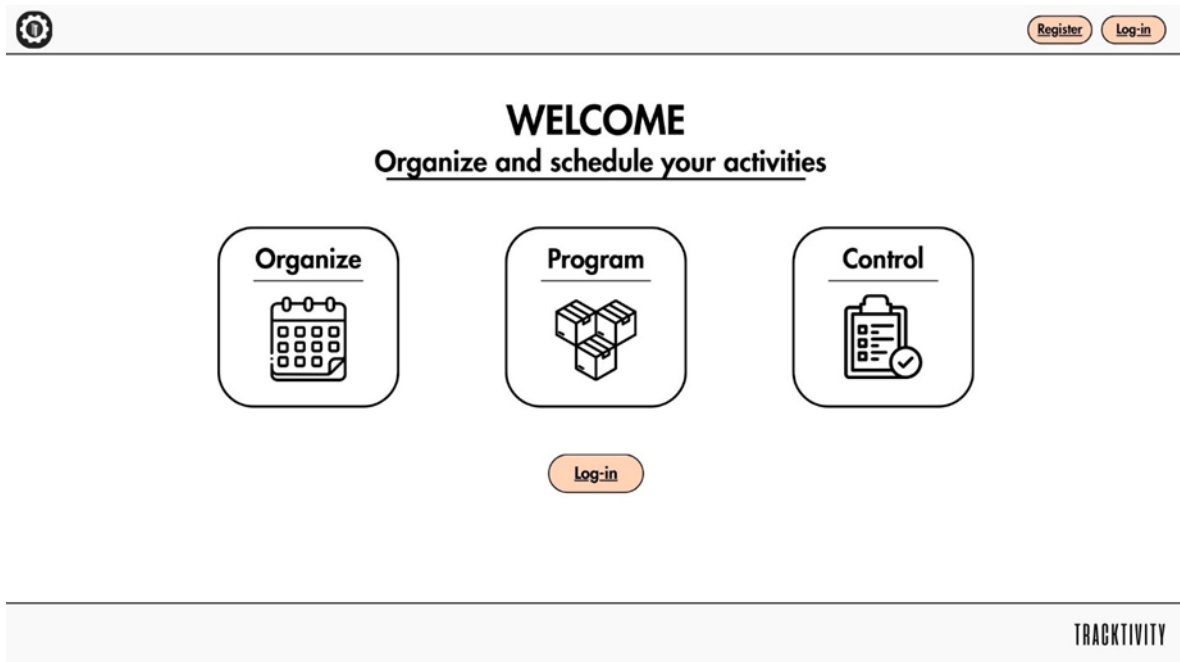 Register Log-in
WELCOME
Organize and schedule your activities
Organize Program Control
Log-in
TRACKTIVITY